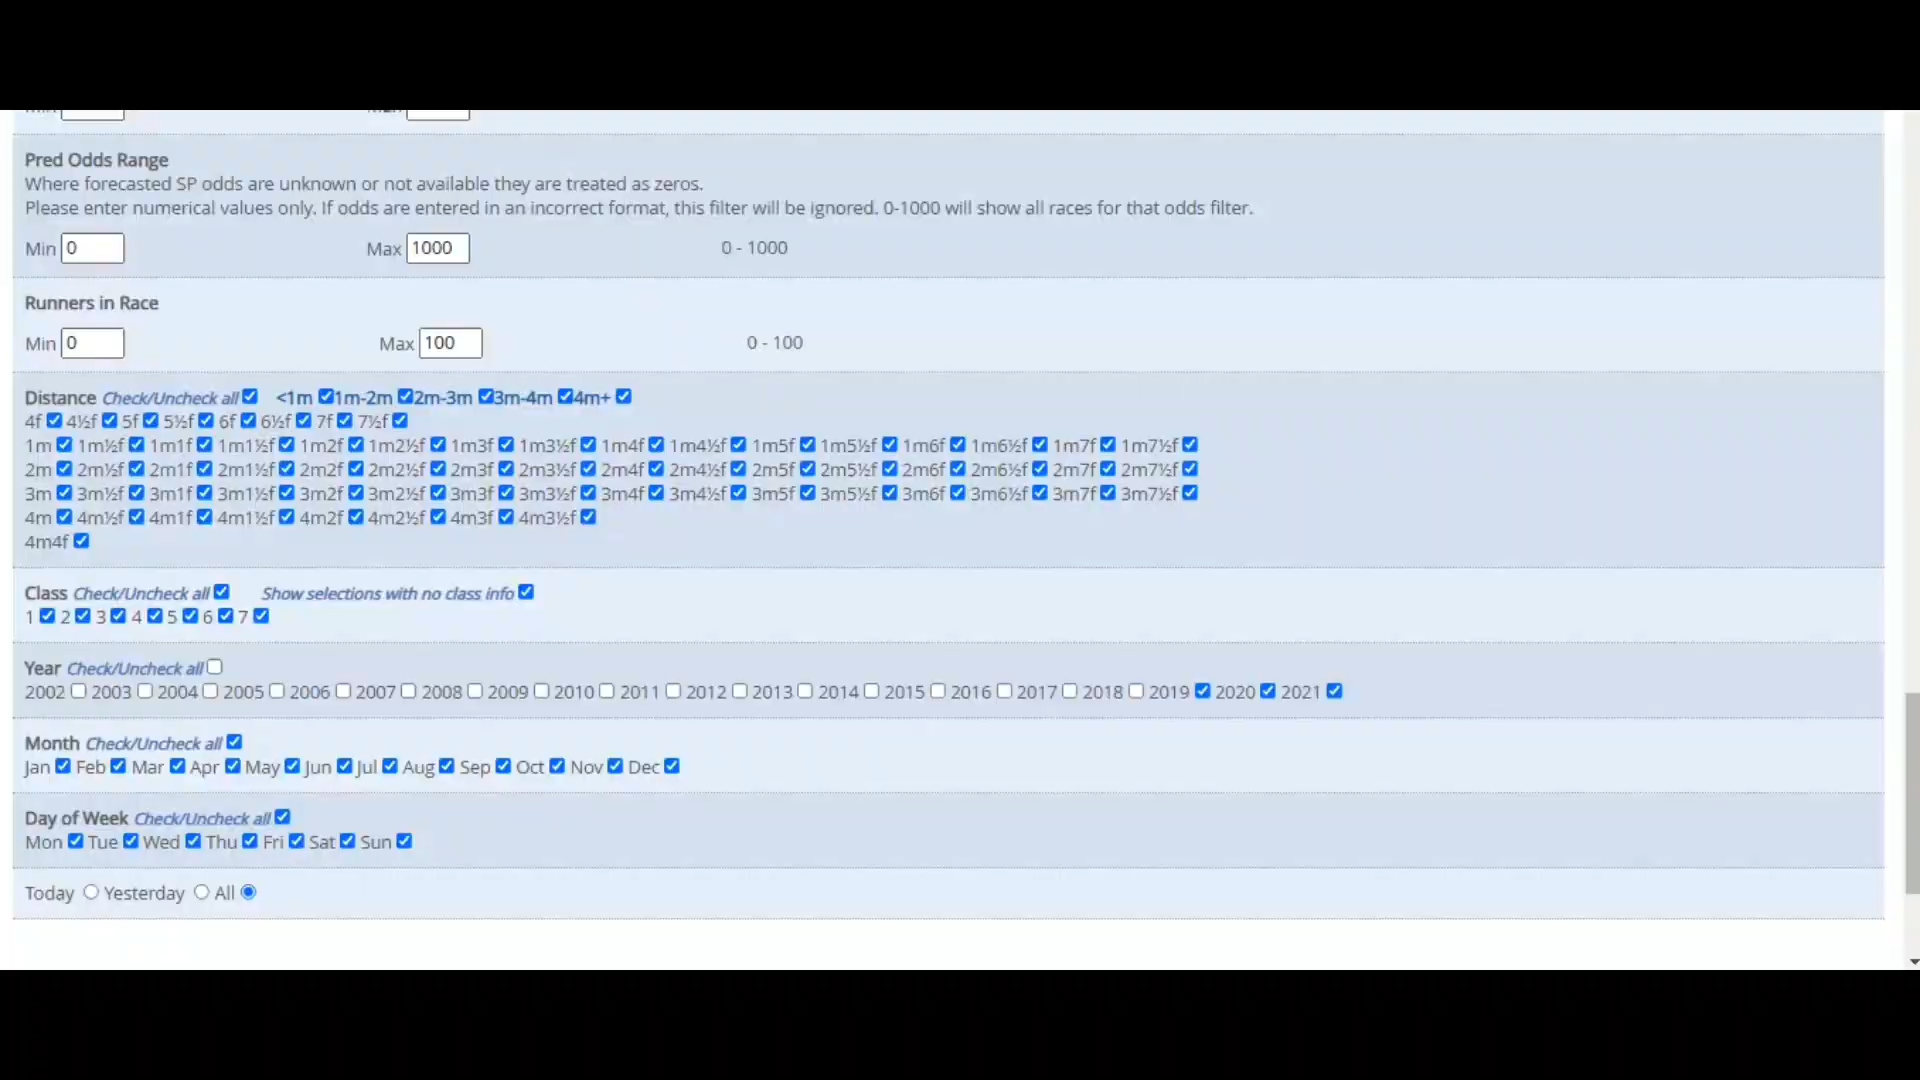 Pred Odds Range
Where forecasted SP odds are unknown or not available they are treated as zeros.
Please enter numerical values only. If odds are entered in an incorrect format, this filter will be ignored. 0-1000 will show all races for that odds filter.
Min 0 Max 1000 0 - 1000
Runners in Race
Min 0 Max 100 0 - 100
Distance Check/Uncheck all <1m 1m-2m 2m-3m 3m-4m 4m+
4f 4½f 5f 5½f 6f 6½f 7f 7½f
1m 1m½f 1m1f 1m1½f 1m2f 1m2½f 1m3f 1m3½f 1m4f 1m4½f 1m5f 1m5½f 1m6f 1m6½f 1m7f 1m7½f
2m 2m½f 2m1f 2m1½f 2m2f 2m2½f 2m3f 2m3½f 2m4f 2m4½f 2m5f 2m5½f 2m6f 2m6½f 2m7f 2m7½f
3m 3m½f 3m1f 3m1½f 3m2f 3m2½f 3m3f 3m3½f 3m4f 3m4½f 3m5f 3m5½f 3m6f 3m6½f 3m7f 3m7½f
4m 4m½f 4m1f 4m1½f 4m2f 4m2½f 4m3f 4m3½f
4m4f
Class Check/Uncheck all Show selections with no class info
1 2 3 4 5 6 7
Year Check/Uncheck all
2002 2003 2004 2005 2006 2007 2008 2009 2010 2011 2012 2013 2014 2015 2016 2017 2018 2019 2020 2021
Month Check/Uncheck all
Jan Feb Mar Apr May Jun Jul Aug Sep Oct Nov Dec
Day of Week Check/Uncheck all
Mon Tue Wed Thu Fri Sat Sun
Today Yesterday All